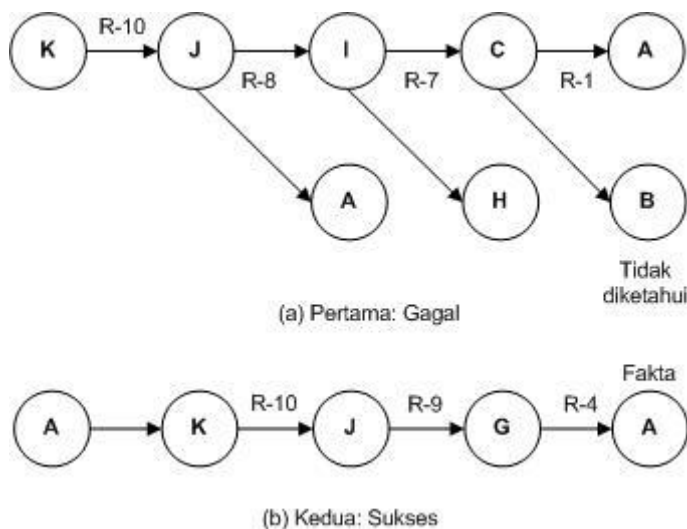 R-10
K J I C A
R-8 R-7 R-1
A H B
Tidak
diketahui
(a) Pertama: Gagal
Fakta
R-10 R-9 R-4
A K J G A
(b) Kedua: Sukses